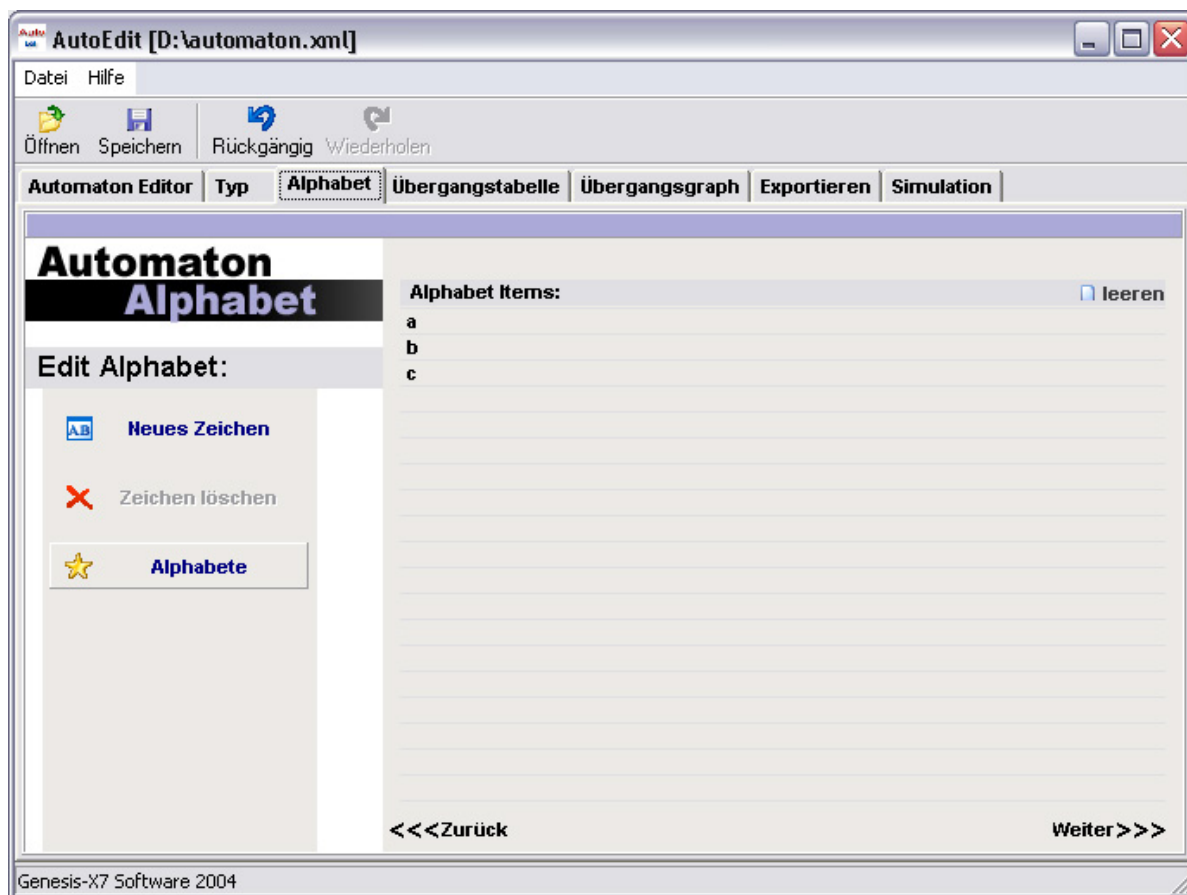 AutoEdit [D:\automaton.xml]
Datei Hilfe
Öffnen Speichern Rückgängig Wiederholen
Automaton Editor Typ Alphabet Übergangstabelle Übergangsgraph Exportieren Simulation
Automaton
Alphabet
Edit Alphabet:
Neues Zeichen
Zeichen löschen
Alphabete
Alphabet Items: leeren
a
b
c
<<<Zurück Weiter>>>
Genesis-X7 Software 2004